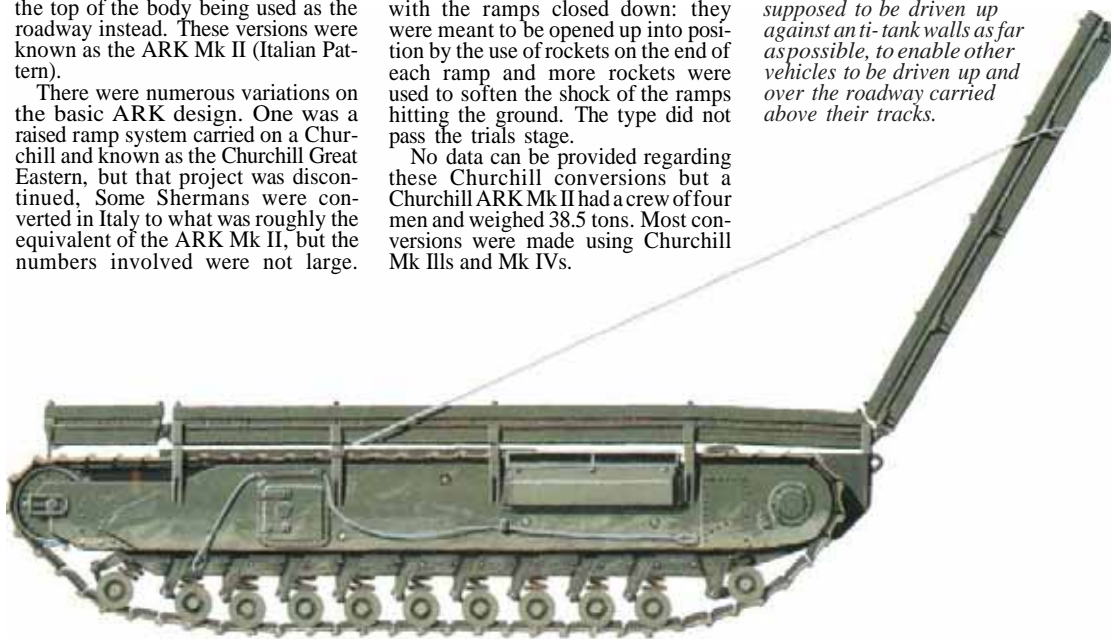 the top of the body being used as the
roadway instead. These versions were
known as the ARK Mk II (Italian Pat-
tern).
There were numerous variations on
the basic ARK design. One was a
raised ramp system carried on a Chur-
chill and known as the Churchill Great
Eastern, but that project was discon-
tinued, Some Shermans were con-
verted in Italy to what was roughly the
equivalent of the ARK Mk II, but the
numbers involved were not large.
with the ramps closed down: they
were meant to be opened up into posi-
tion by the use of rockets on the end of
each ramp and more rockets were
used to soften the shock of the ramps
hitting the ground. The type did not
pass the trials stage.
No data can be provided regarding
these Churchill conversions but a
Churchill ARK Mk II had a crew of four
men and weighed 38.5 tons. Most con-
versions were made using Churchill
Mk Ills and Mk IVs.
supposed to be driven up
against anti-tank walls as far
as possible, to enable other
vehicles to be driven up and
over the roadway carried
above their tracks.